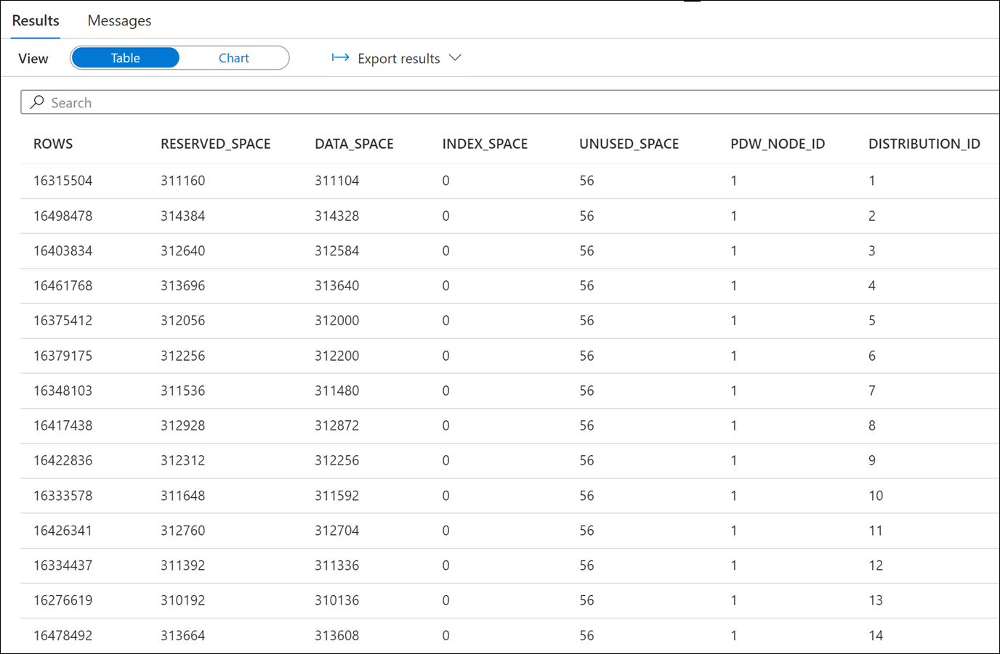 Results Messages
View Table Chart Export results
Search
ROWS RESERVED_SPACE DATA_SPACE INDEX_SPACE UNUSED_SPACE PDW_NODE_ID DISTRIBUTION_ID
16315504 311160 311104 0 56 1 1
16498478 314384 314328 0 56 1 2
16403834 312640 312584 0 56 1 3
16461768 313696 313640 0 56 1 4
16375412 312056 312000 0 56 1 5
16379175 312256 312200 0 56 1 6
16348103 311536 311480 0 56 1 7
16417438 312928 312872 0 56 1 8
16422836 312312 312256 0 56 1 9
16333578 311648 311592 0 56 1 10
16426341 312760 312704 0 56 1 11
16334437 311392 311336 0 56 1 12
16276619 310192 310136 0 56 1 13
16478492 313664 313608 0 56 1 14